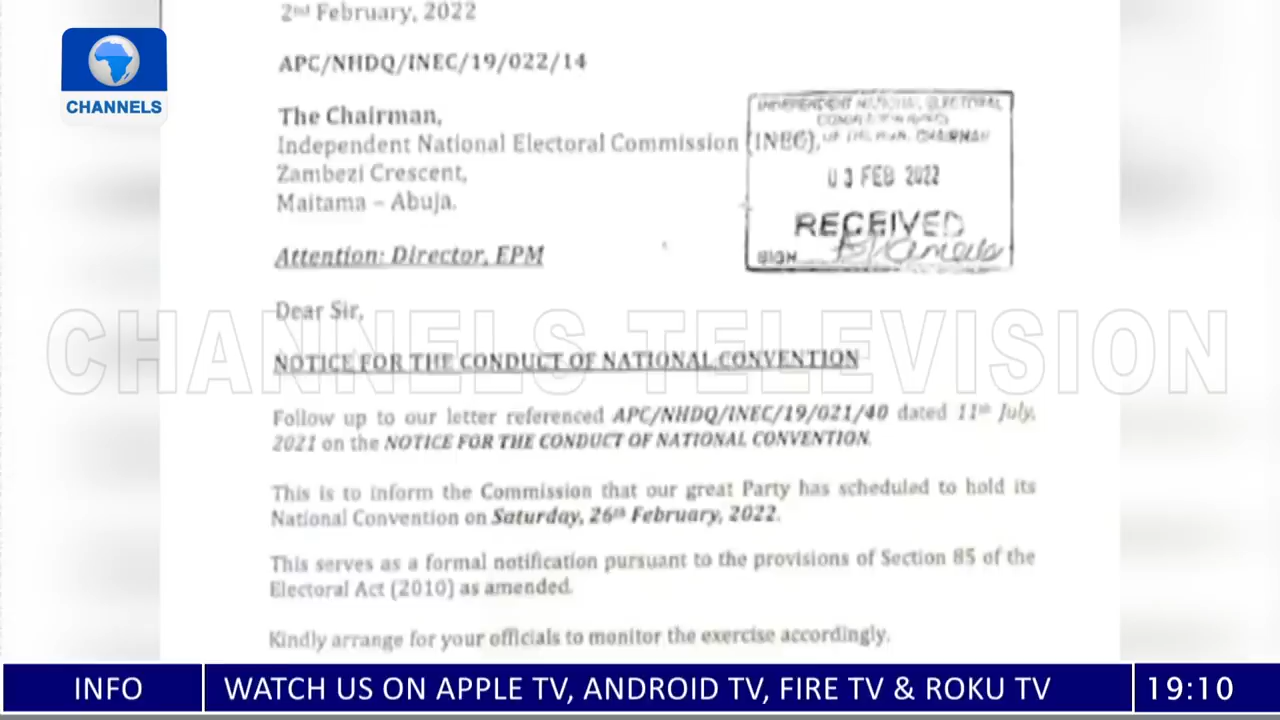 2nd February, 2022
CHANNELS
APC/NHDQ/INEC/19/022/14
The Chairman,
Independent National Electoral Commission (INEC),
Zambezi Crescent,
Maitama – Abuja.
INDEPENDENT NATIONAL ELECTORAL
CHAIRMAN
03 FEB 2022
RECEIVED
SIGN
Attention: Director, EPM
Dear Sir,
CHANNELS TELEVISION
NOTICE FOR THE CONDUCT OF NATIONAL CONVENTION
Follow up to our letter referenced APC/NHDQ/INEC/19/021/40 dated 11th July,
2021 on the NOTICE FOR THE CONDUCT OF NATIONAL CONVENTION.
This is to inform the Commission that our great Party has scheduled to hold its
National Convention on Saturday, 26th February, 2022.
This serves as a formal notification pursuant to the provisions of Section 85 of the
Electoral Act (2010) as amended.
Kindly arrange for your officials to monitor the exercise accordingly.
INFO
WATCH US ON APPLE TV, ANDROID TV, FIRE TV & ROKU TV
19:10